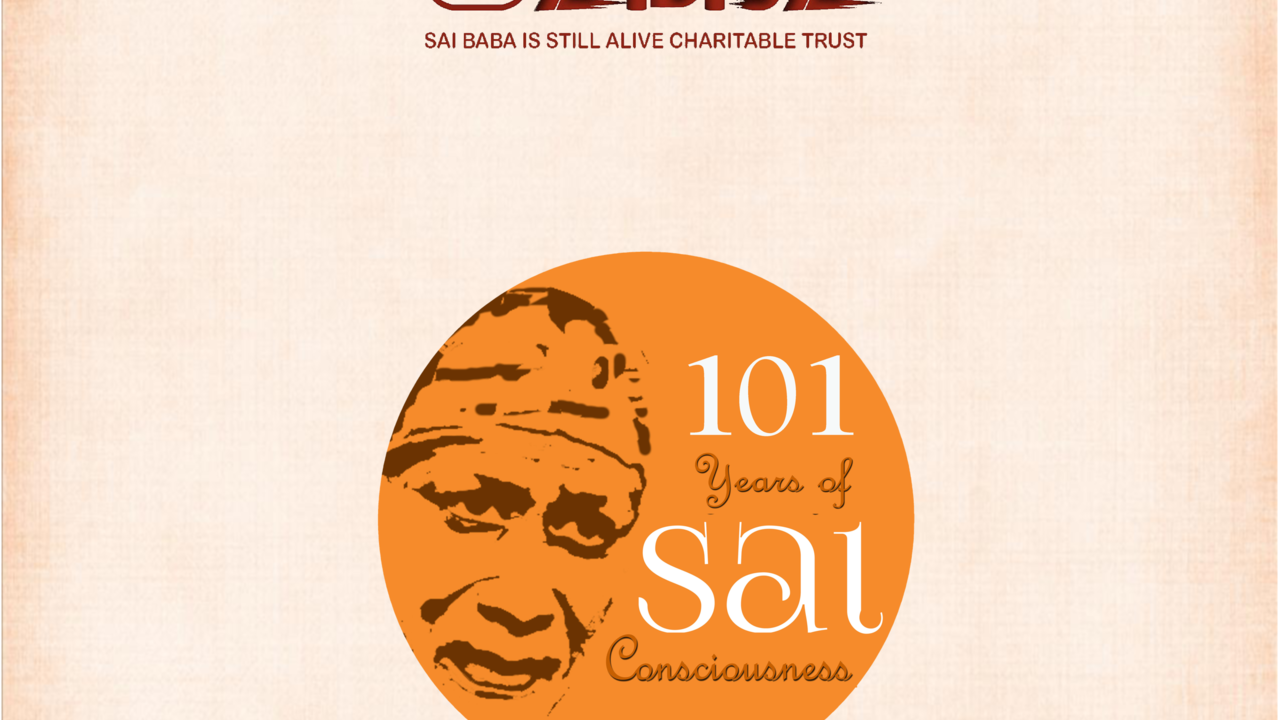 SAI BABA IS STILL ALIVE CHARITABLE TRUST
101
Years of
sai
Consciousness